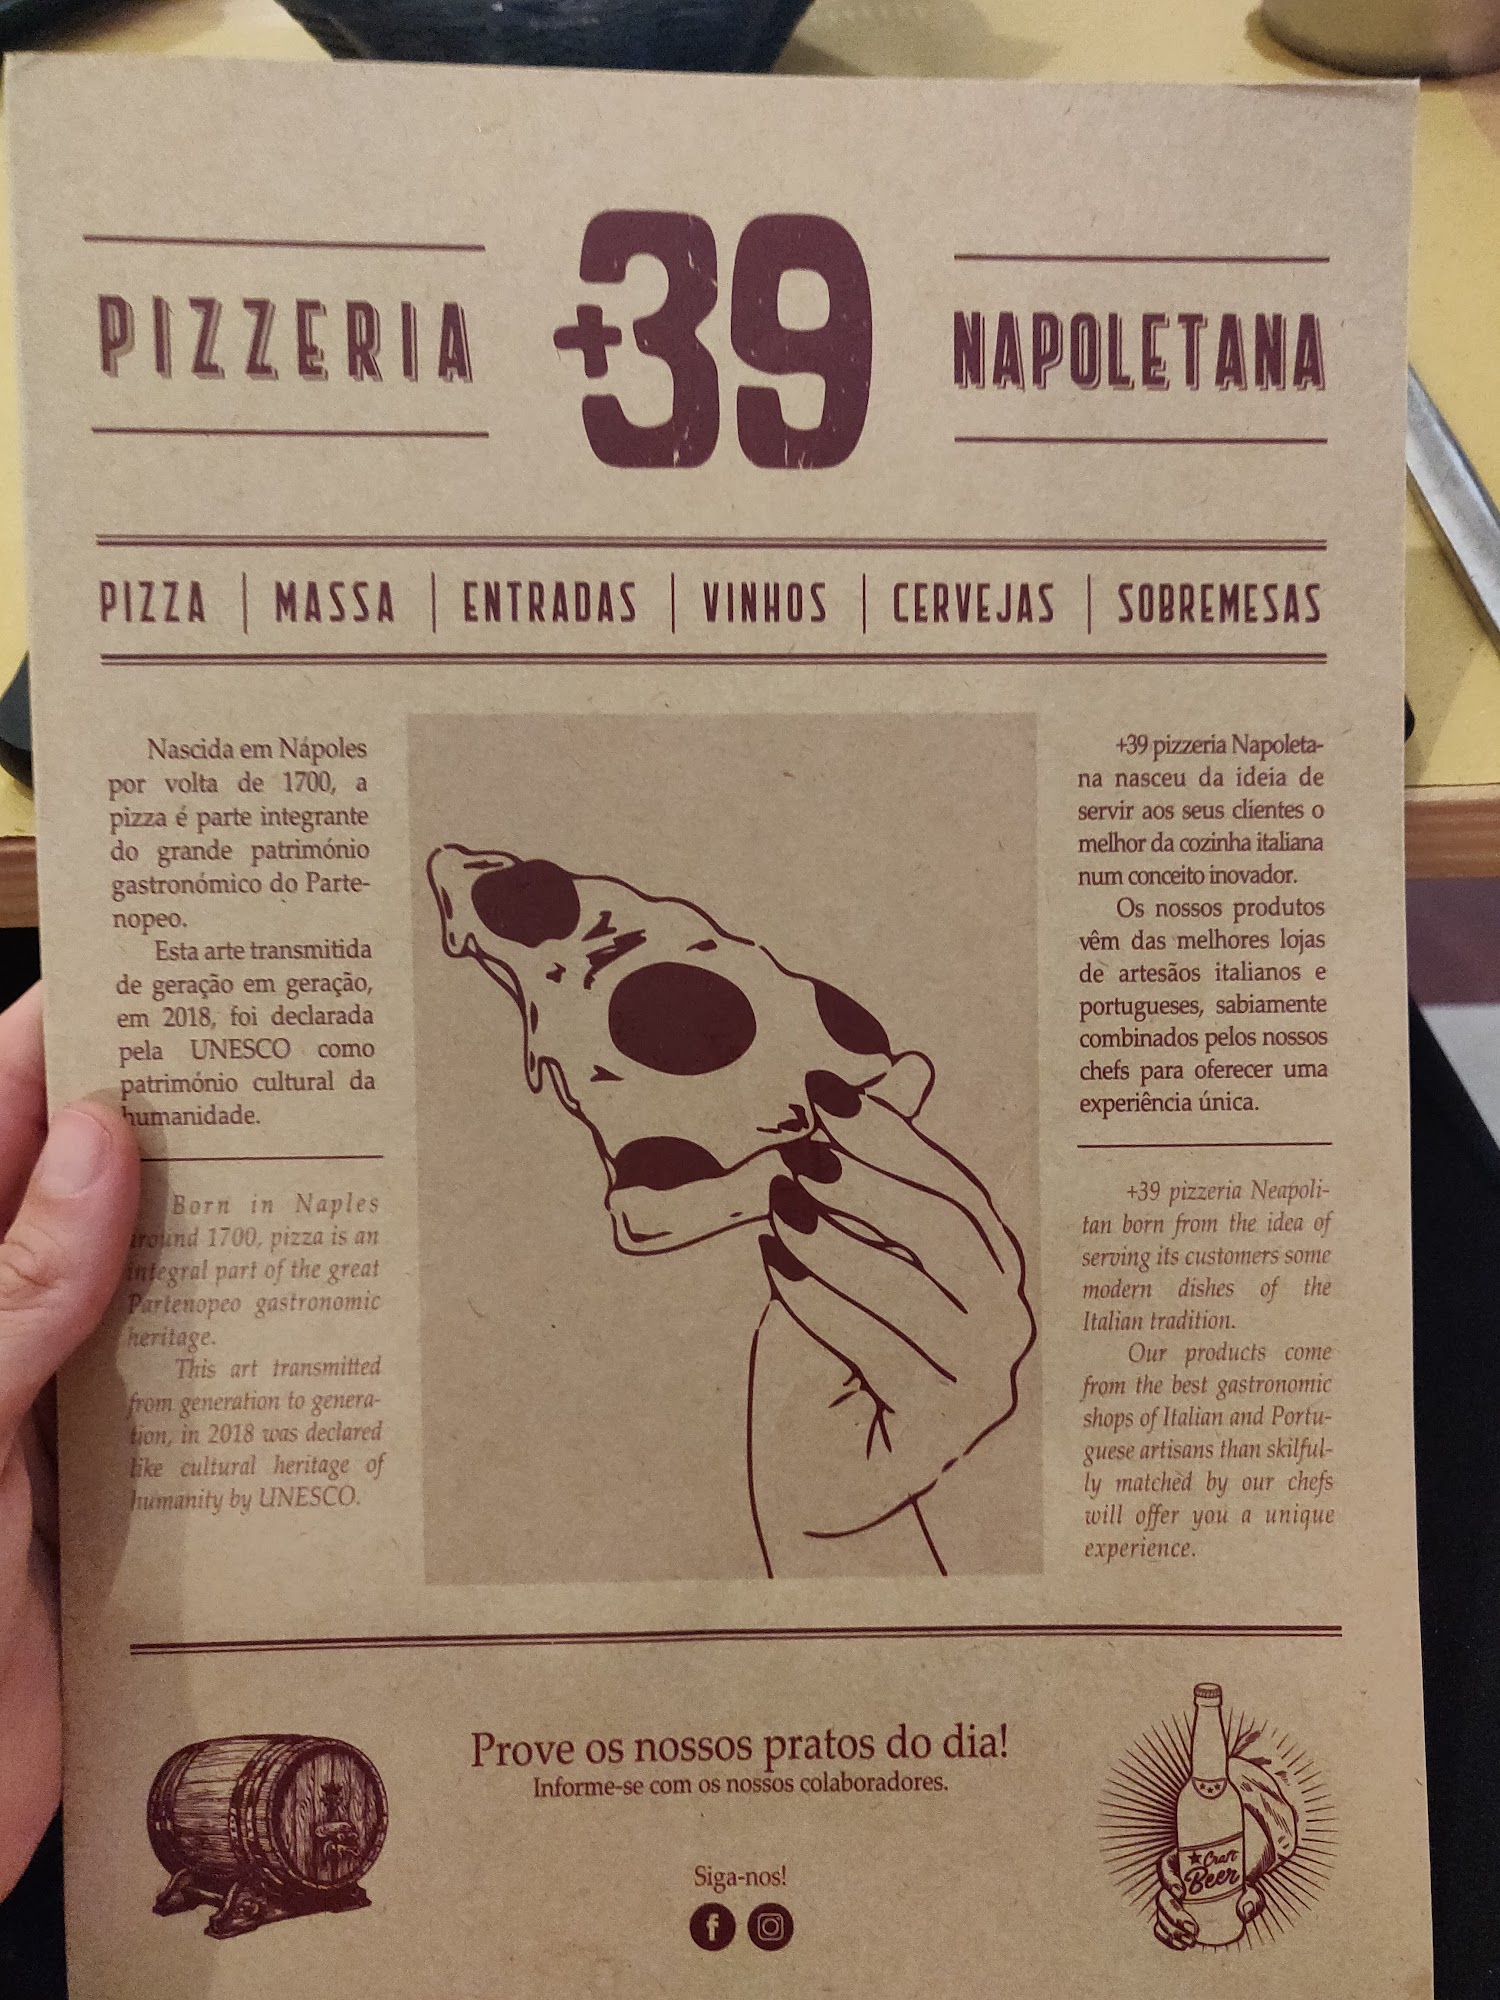 PIZZERIA +39 NAPOLETANA
PIZZA | MASSA | ENTRADAS | VINHOS | CERVEJAS | SOBREMESAS
Nascida em Nápoles
por volta de 1700, a
pizza é parte integrante
do grande património
gastronómico do Parte-
nopeo.
Esta arte transmitida
de geração em geração,
em 2018, foi declarada
pela UNESCO como
património cultural da
humanidade.
Born in Naples
around 1700, pizza is an
integral part of the great
Partenopeo gastronomic
heritage.
This art transmitted
from generation to genera-
tion, in 2018 was declared
like cultural heritage of
humanity by UNESCO.
+39 pizzeria Napoleta-
na nasceu da ideia de
servir aos seus clientes o
melhor da cozinha italiana
num conceito inovador.
Os nossos produtos
vêm das melhores lojas
de artesãos italianos e
portugueses, sabiamente
combinados pelos nossos
chefs para oferecer uma
experiência única.
+39 pizzeria Neapoli-
tan born from the idea of
serving its customers some
modern dishes of the
Italian tradition.
Our products come
from the best gastronomic
shops of Italian and Portu-
guese artisans than skilful-
ly matched by our chefs
will offer you a unique
experience.
Prove os nossos pratos do dia!
Informe-se com os nossos colaboradores.
Siga-nos!
Craft
Beer